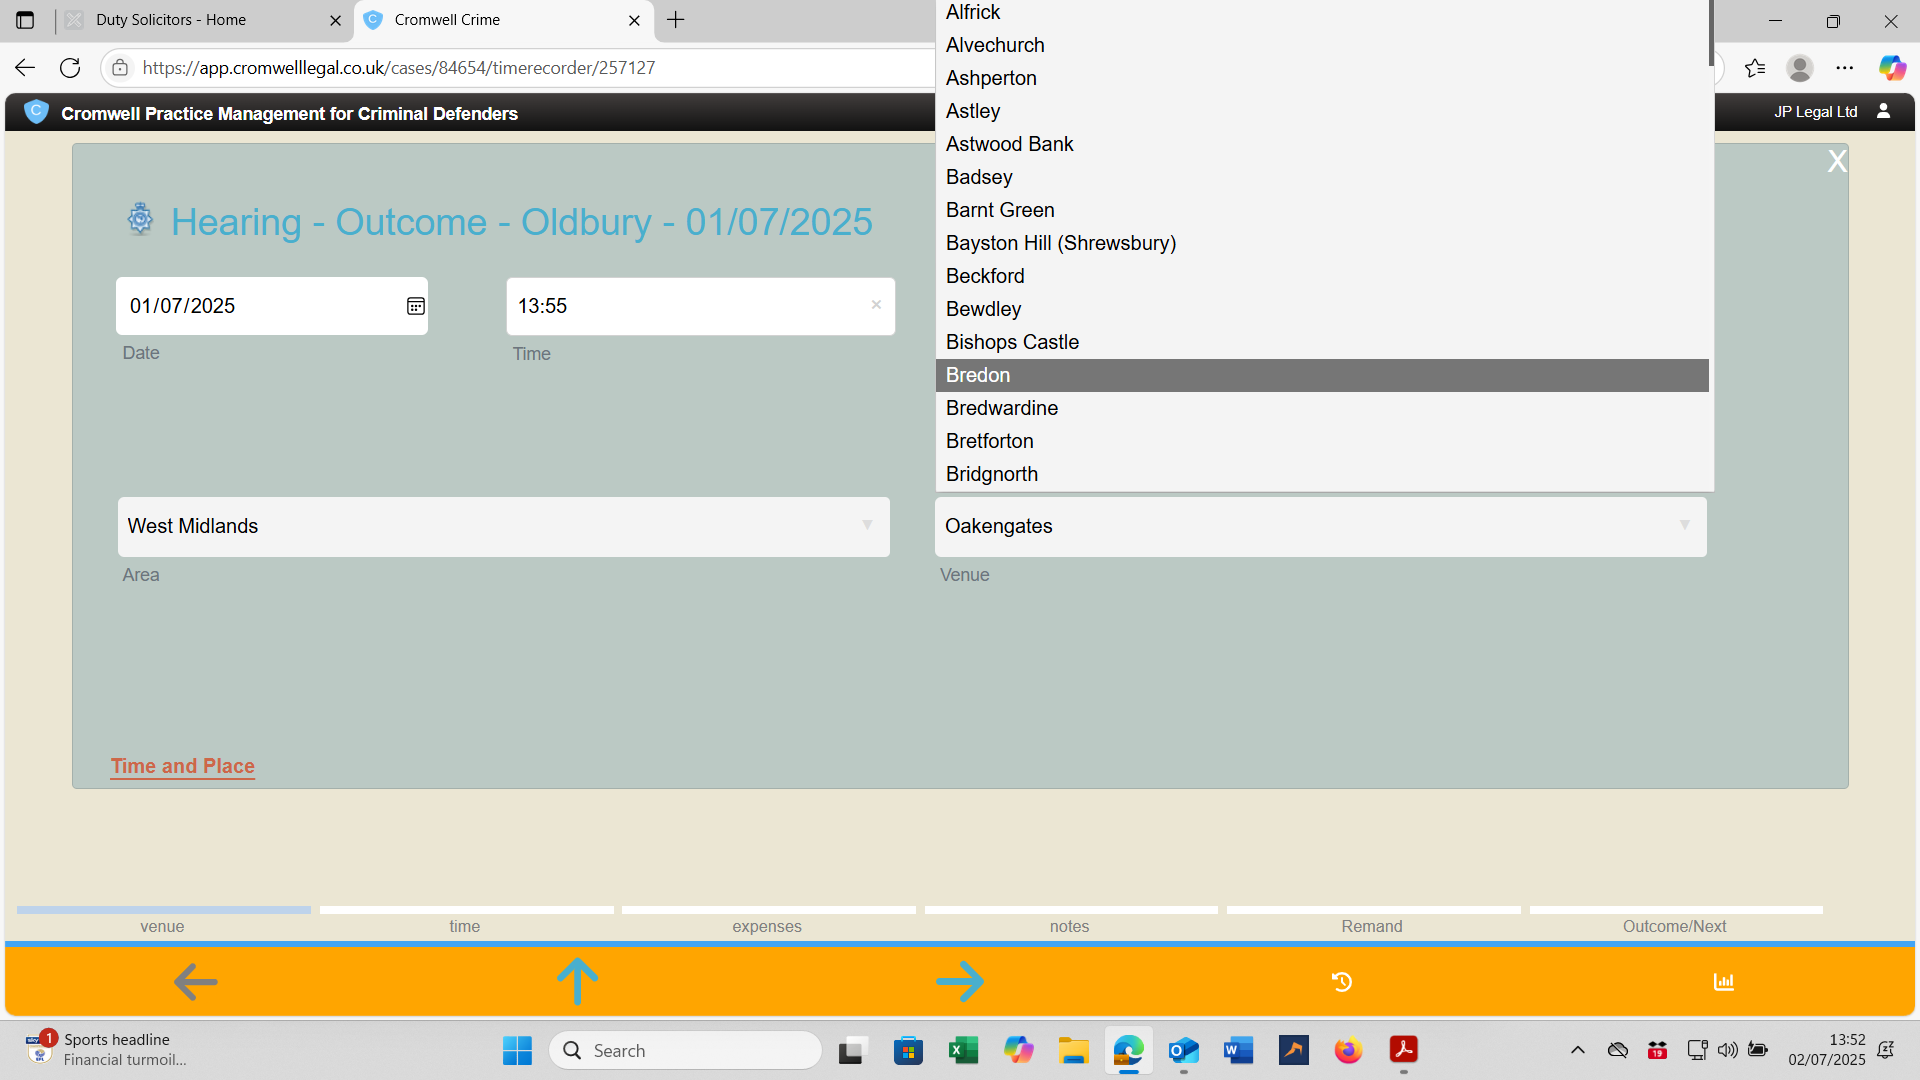 Duty Solicitors - Home
Cromwell Crime
https://app.cromwelllegal.co.uk/cases/84654/timerecorder/257127
Cromwell Practice Management for Criminal Defenders
JP Legal Ltd
X
Hearing - Outcome - Oldbury - 01/07/2025
01/07/2025
13:55
Date
Time
Alfrick
Alvechurch
Ashperton
Astley
Astwood Bank
Badsey
Barnt Green
Bayston Hill (Shrewsbury)
Beckford
Bewdley
Bishops Castle
Bredon
Bredwardine
Bretforton
Bridgnorth
West Midlands
Oakengates
Area
Venue
Time and Place
venue
time
expenses
notes
Remand
Outcome/Next
1
Sports headline
Financial turmoil...
Search
19
13:52
02/07/2025